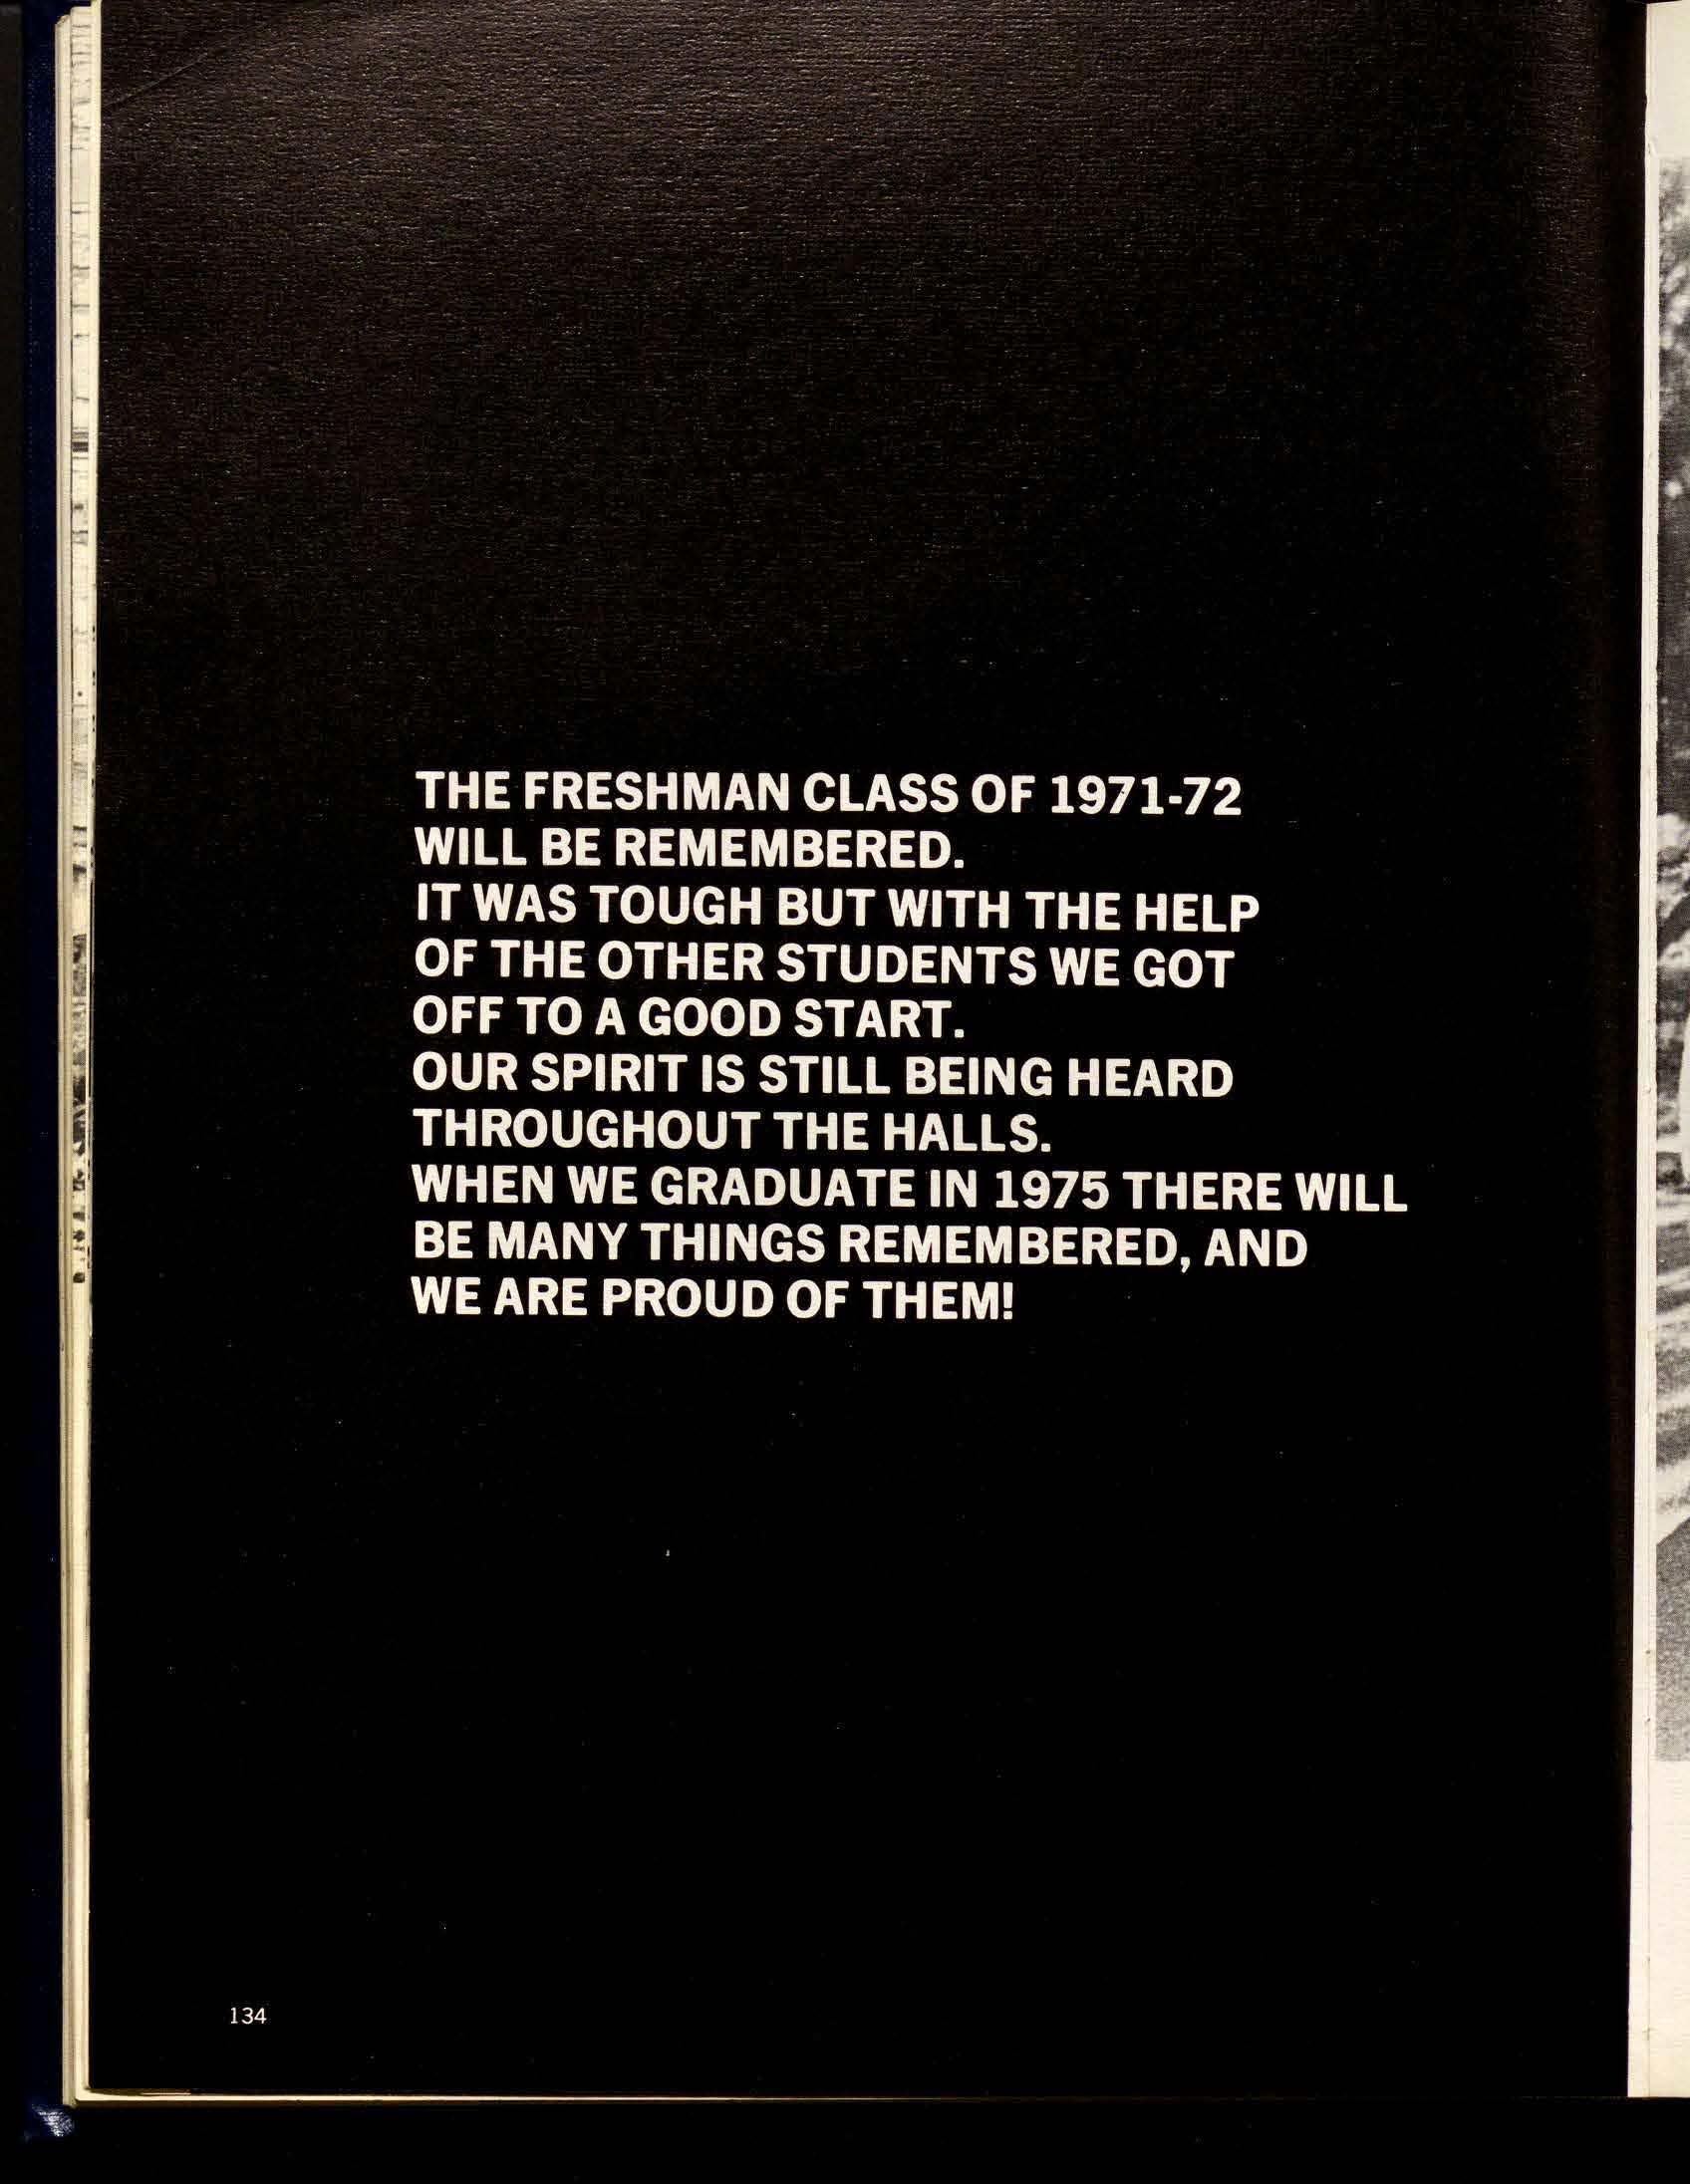 THE FRESHMAN CLASS OF 1971-72
WILL BE REMEMBERED.
IT WAS TOUGH BUT WITH THE HELP
OF THE OTHER STUDENTS WE GOT
OFF TO A GOOD START.
OUR SPIRIT IS STILL BEING HEARD
THROUGHOUT THE HALLS.
WHEN WE GRADUATE IN 1975 THERE WILL
BE MANY THINGS REMEMBERED, AND
WE ARE PROUD OF THEM!
134